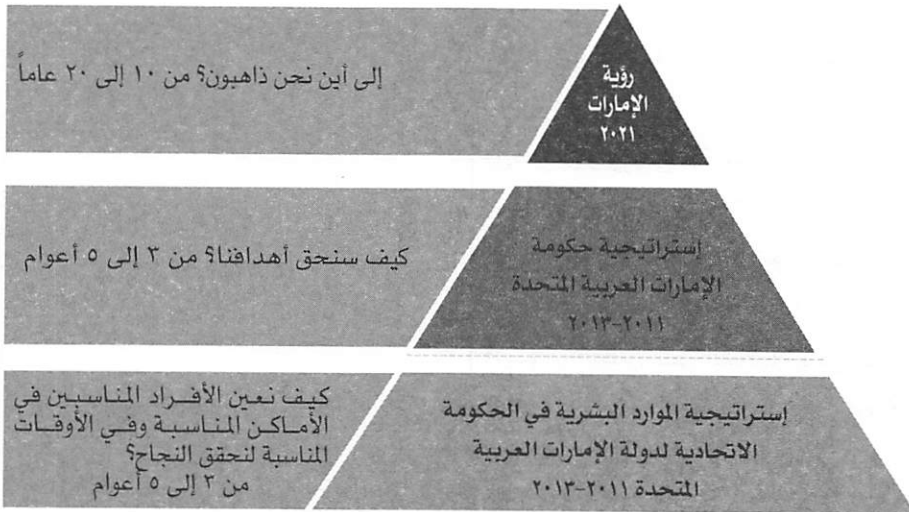 رؤية
الإمارات
٢٠٢١
إلى أين نحن ذاهبون؟ من ١٠ إلى ٢٠ عاماً
إستراتيجية حكومة
الإمارات العربية المتحدة
٢٠١١-٢٠١٣
كيف سنحق أهدافنا؟ من ٣ إلى ٥ أعوام
إستراتيجية الموارد البشرية في الحكومة
الاتحادية لدولة الإمارات العربية
المتحدة ٢٠١١-٢٠١٣
كيف نعين الأفراد المناسبين في
الأماكن المناسبة وفي الأوقات
المناسبة لنحقق النجاح؟
من ٣ إلى ٥ أعوام